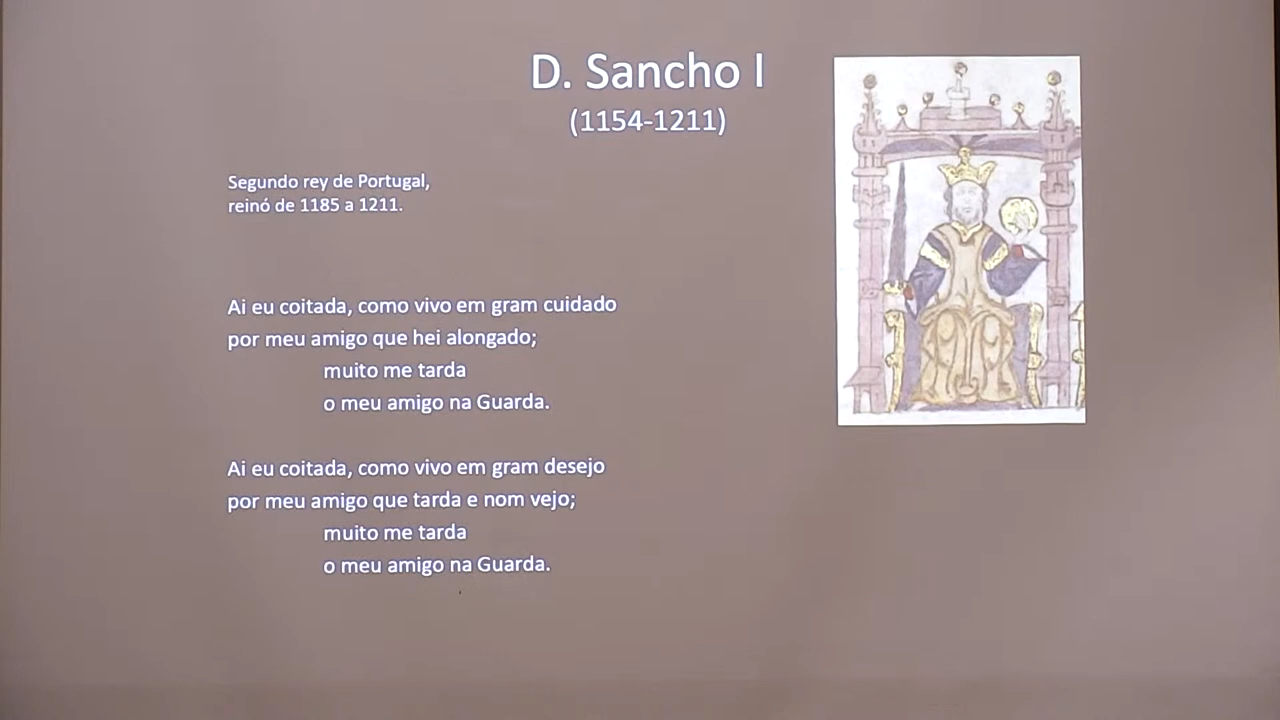 D. Sancho I
(1154-1211)
Segundo rey de Portugal,
reinó de 1185 a 1211.
Ai eu coitada, como vivo em gram cuidado
por meu amigo que hei alongado;
muito me tarda
o meu amigo na Guarda.
Ai eu coitada, como vivo em gram desejo
por meu amigo que tarda e nom vejo;
muito me tarda
o meu amigo na Guarda.